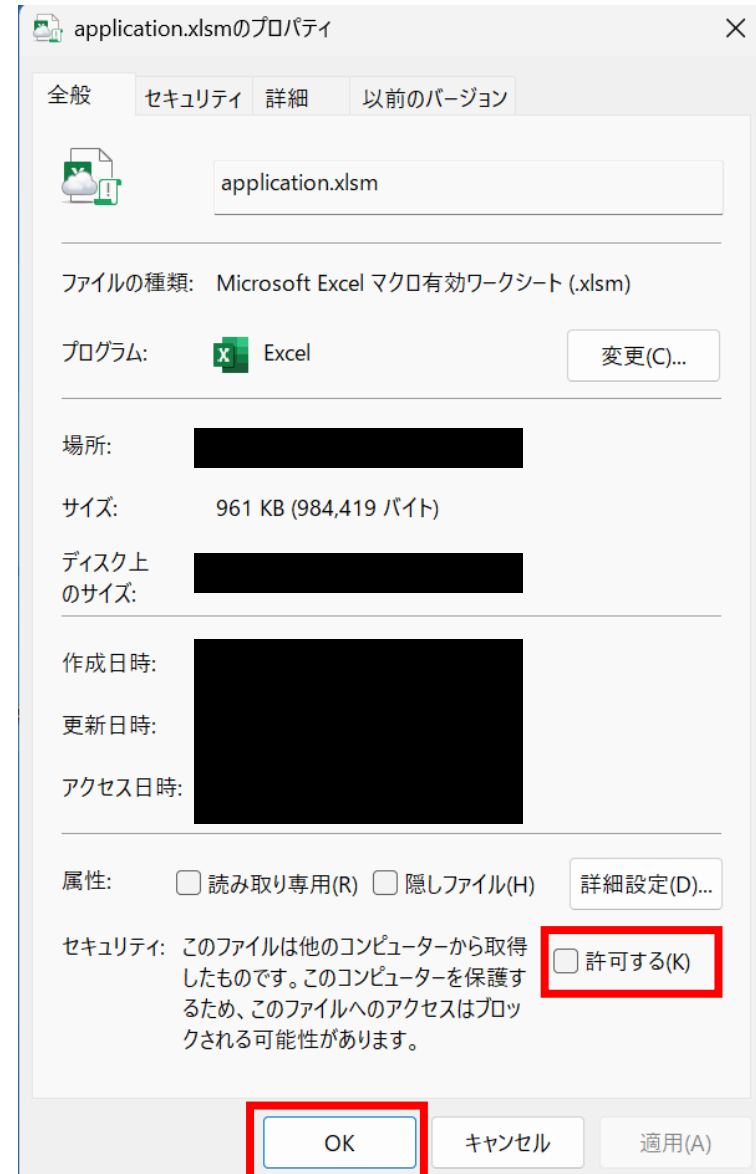 application.xlsmのプロパティ
全般 セキュリティ 詳細 以前のバージョン
application.xlsm
ファイルの種類: Microsoft Excel マクロ有効ワークシート (.xlsm)
プログラム: Excel 変更(C)...
場所:
サイズ: 961 KB (984,419 バイト)
ディスク上
のサイズ:
作成日時:
更新日時:
アクセス日時:
属性: 読み取り専用(R) 隠しファイル(H) 詳細設定(D)...
セキュリティ: このファイルは他のコンピューターから取得
したものです。このコンピューターを保護す
るため、このファイルへのアクセスはブロッ
クされる可能性があります。
許可する(K)
OK キャンセル 適用(A)